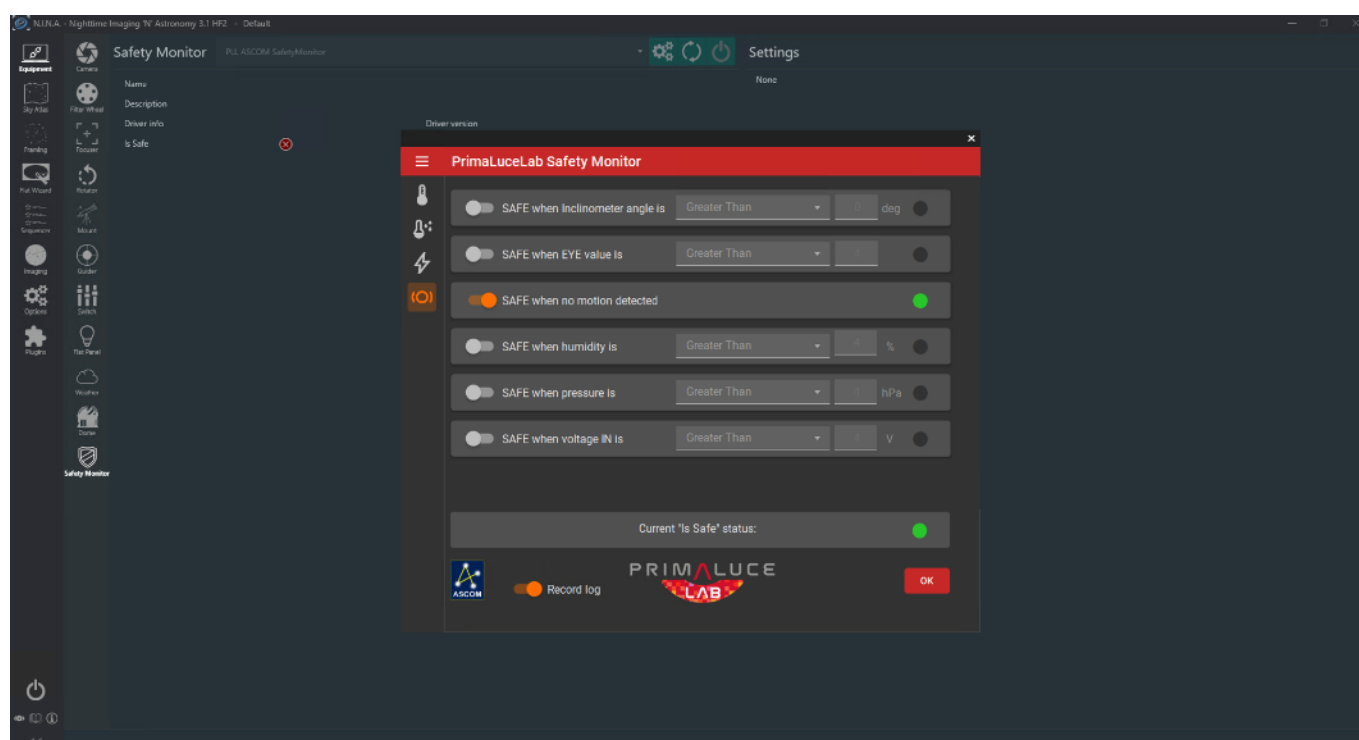 N.I.N.A. - Nighttime Imaging 'N' Astronomy 3.1 HF2 - Default
Equipment
Camera
Safety Monitor
PLL ASCOM SafetyMonitor
Settings
None
Sky Atlas
Filter Wheel
Name
Description
Driver info
Driver version
Is Safe
Framing
Focuser
Flat Wizard
Rotator
Sequencer
Mount
Imaging
Guider
Options
Switch
Plugins
Flat Panel
Weather
Dome
Safety Monitor
PrimaLuceLab Safety Monitor
SAFE when Inclinometer angle is Greater Than deg
SAFE when EYE value is Greater Than
SAFE when no motion detected
SAFE when humidity is Greater Than %
SAFE when pressure is Greater Than hPa
SAFE when voltage IN is Greater Than V
Current "Is Safe" status:
ASCOM
Record log
PRIMALUCE
LAB
OK